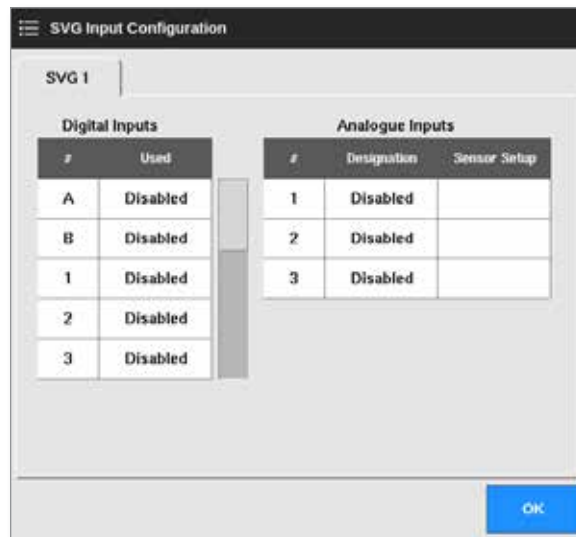 SVG Input Configuration
SVG 1
Digital Inputs
# Used
A Disabled
B Disabled
1 Disabled
2 Disabled
3 Disabled
Analogue Inputs
# Designation Sensor Setup
1 Disabled
2 Disabled
3 Disabled
OK